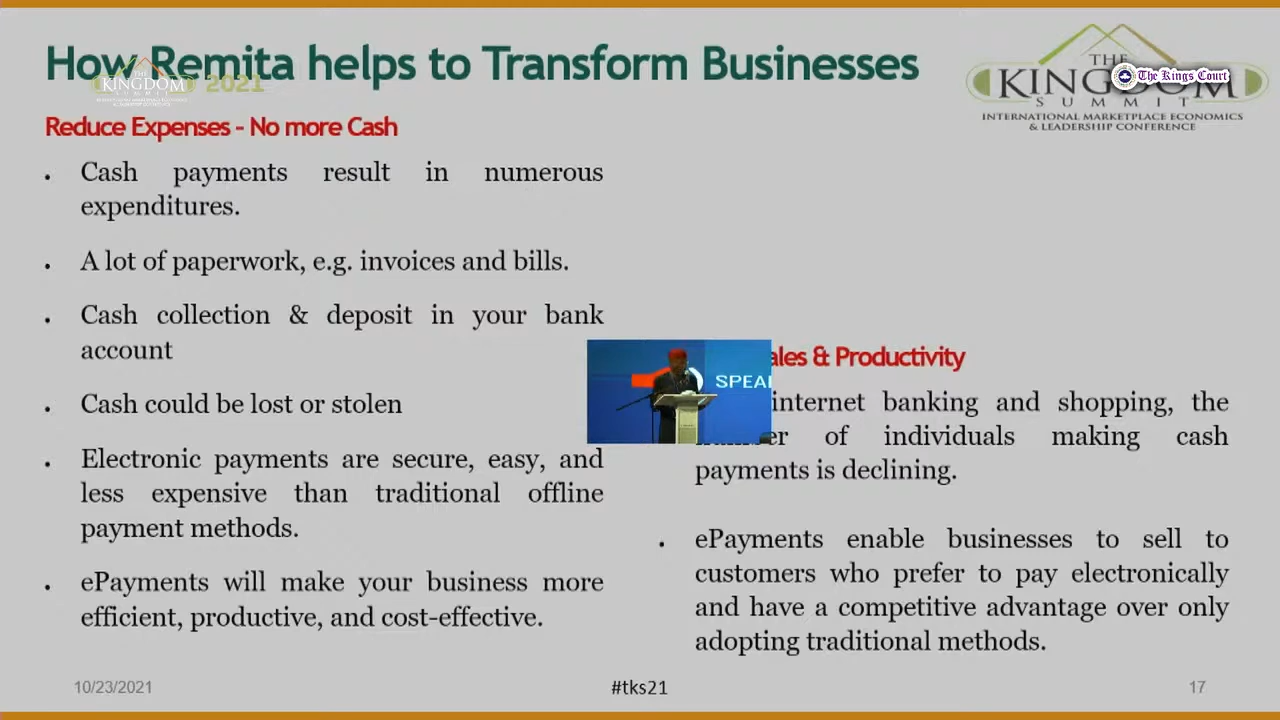 How Remita helps to Transform Businesses
THE
KINGDOM
2021
THE
KINGDOM
SUMMIT
INTERNATIONAL MARKETPLACE ECONOMICS
& LEADERSHIP CONFERENCE
The Kings Court
Reduce Expenses - No more Cash
• Cash payments result in numerous
expenditures.
• A lot of paperwork, e.g. invoices and bills.
• Cash collection & deposit in your bank
account
• Cash could be lost or stolen
• Electronic payments are secure, easy, and
less expensive than traditional offline
payment methods.
• ePayments will make your business more
efficient, productive, and cost-effective.
SPEA
& Productivity
internet banking and shopping, the
of individuals making cash
payments is declining.
• ePayments enable businesses to sell to
customers who prefer to pay electronically
and have a competitive advantage over only
adopting traditional methods.
10/23/2021
#tks21
17